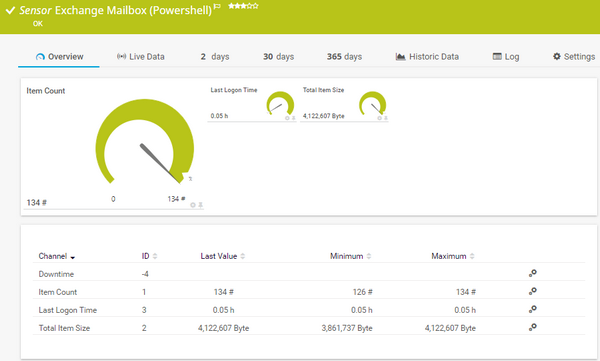 Sensor Exchange Mailbox (Powershell)
OK
Overview Live Data 2 days 30 days 365 days Historic Data Log Settings
Item Count
134 #
0
134 #
Last Logon Time
0.05 h
Total Item Size
4,122,607 Byte
Channel ID Last Value Minimum Maximum
Downtime -4
Item Count 1 134 # 126 # 134 #
Last Logon Time 3 0.05 h 0.05 h 0.05 h
Total Item Size 2 4,122,607 Byte 3,861,737 Byte 4,122,607 Byte